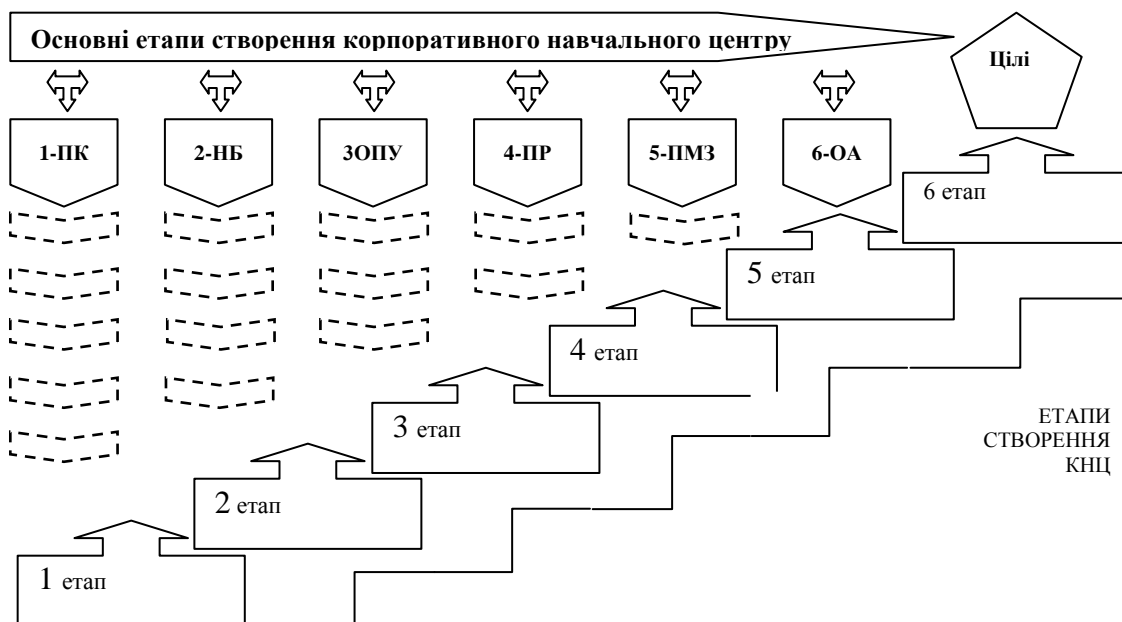 Основні етапи створення корпоративного навчального центру
Цілі
1-ПК
2-НБ
3ОПУ
4-ПР
5-ПМЗ
6-ОА
6 етап
5 етап
4 етап
3 етап
2 етап
1 етап
ЕТАПИ
СТВОРЕННЯ
КНЦ